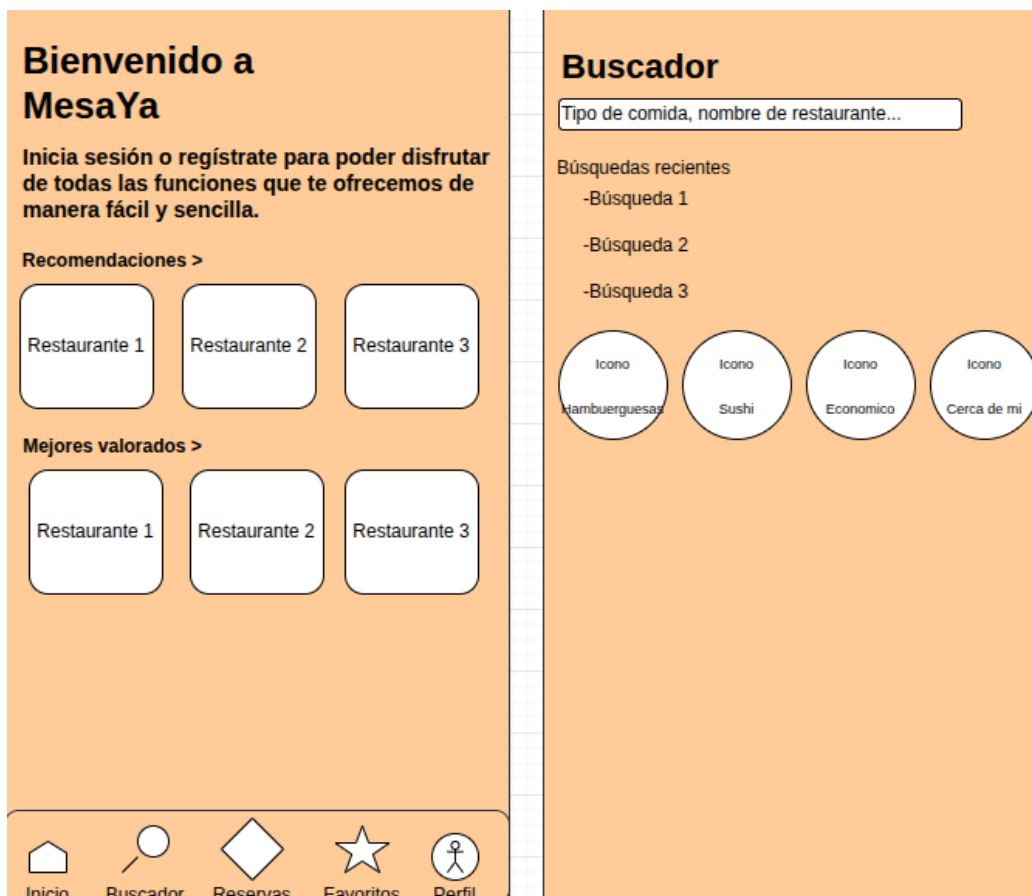 Bienvenido a
MesaYa
Inicia sesión o regístrate para poder disfrutar
de todas las funciones que te ofrecemos de
manera fácil y sencilla.
Recomendaciones >
Restaurante 1
Restaurante 2
Restaurante 3
Mejores valorados >
Restaurante 1
Restaurante 2
Restaurante 3
Inicio
Buscador
Reservas
Favoritos
Perfil
Buscador
Tipo de comida, nombre de restaurante...
Búsquedas recientes
-Búsqueda 1
-Búsqueda 2
-Búsqueda 3
Icono
Hambuerguesas
Icono
Sushi
Icono
Economico
Icono
Cerca de mi